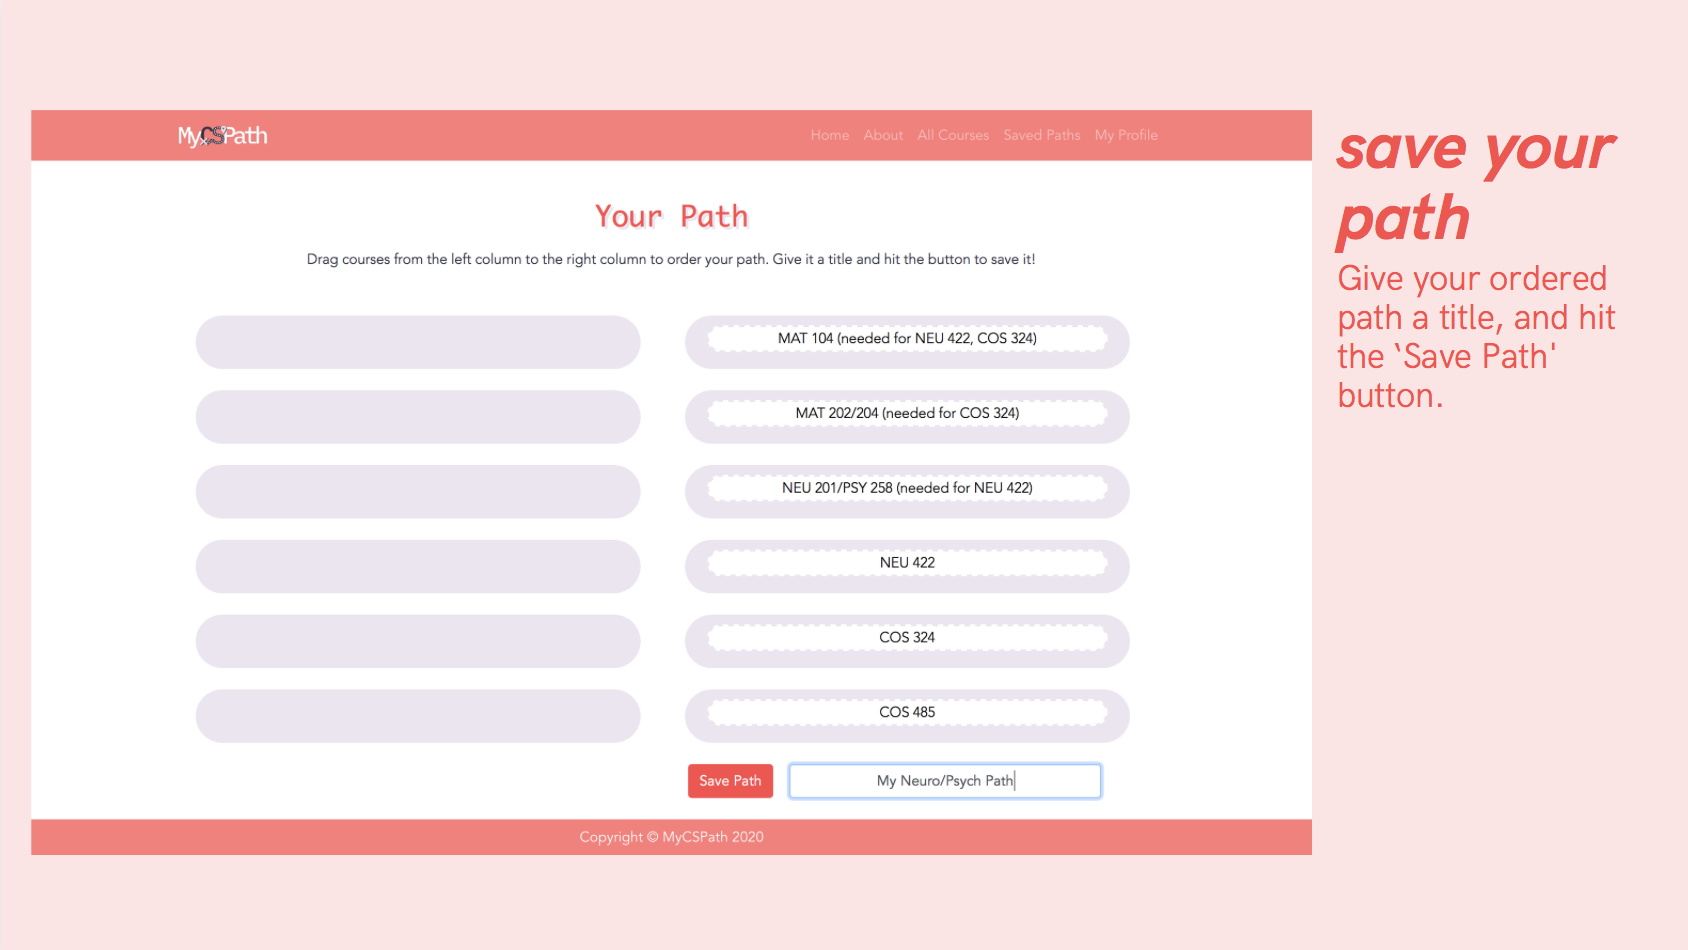 MyCSPath
Home About All Courses Saved Paths My Profile
Your Path
Drag courses from the left column to the right column to order your path. Give it a title and hit the button to save it!
MAT 104 (needed for NEU 422, COS 324)
MAT 202/204 (needed for COS 324)
NEU 201/PSY 258 (needed for NEU 422)
NEU 422
COS 324
COS 485
Save Path My Neuro/Psych Path
Copyright © MyCSPath 2020
save your
path
Give your ordered
path a title, and hit
the `Save Path'
button.